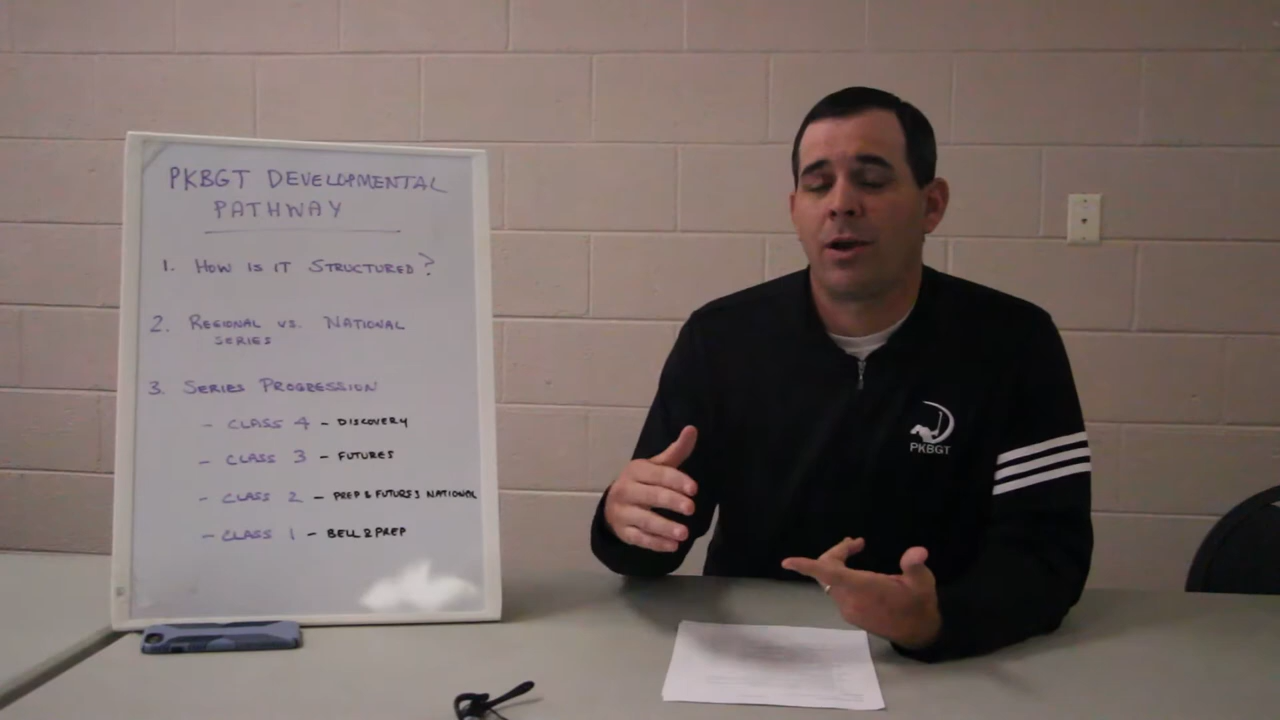 PKBGT DEVELOPMENTAL
PATHWAY
1. HOW IS IT STRUCTURED?
2. REGIONAL VS. NATIONAL
SERIES
3. SERIES PROGRESSION
- CLASS 4 - DISCOVERY
- CLASS 3 - FUTURES
- CLASS 2 - PREP & FUTURES NATIONAL
- CLASS 1 - BELL & PREP
PKBGT